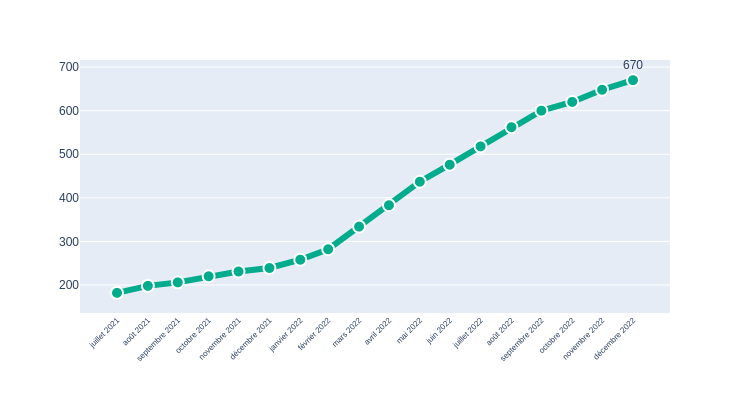 670
700
600
500
400
300
200
juillet 2021
août 2021
septembre 2021
octobre 2021
novembre 2021
décembre 2021
janvier 2022
février 2022
mars 2022
avril 2022
mai 2022
juin 2022
juillet 2022
août 2022
septembre 2022
octobre 2022
novembre 2022
décembre 2022